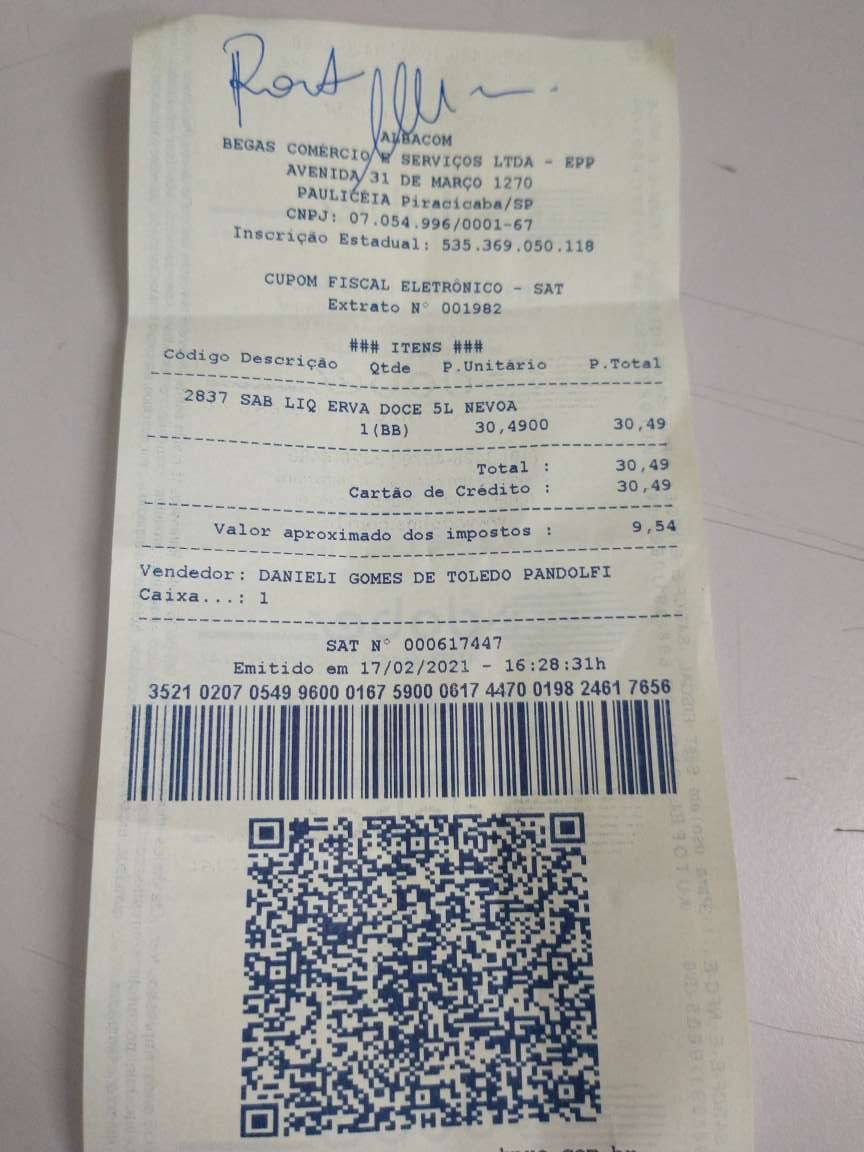 ALBACOM
BEGAS COMÉRCIO E SERVIÇOS LTDA - EPP
AVENIDA 31 DE MARÇO 1270
PAULICÉIA Piracicaba/SP
CNPJ: 07.054.996/0001-67
Inscrição Estadual: 535.369.050.118
CUPOM FISCAL ELETRÔNICO - SAT
Extrato N° 001982
### ITENS ###
Código Descrição Qtde P.Unitário P.Total
2837 SAB LIQ ERVA DOCE 5L NEVOA
1(BB) 30,4900 30,49
Total : 30,49
Cartão de Crédito : 30,49
Valor aproximado dos impostos : 9,54
Vendedor: DANIELI GOMES DE TOLEDO PANDOLFI
Caixa...: 1
SAT N° 000617447
Emitido em 17/02/2021 - 16:28:31h
3521 0207 0549 9600 0167 5900 0617 4470 0198 2461 7656